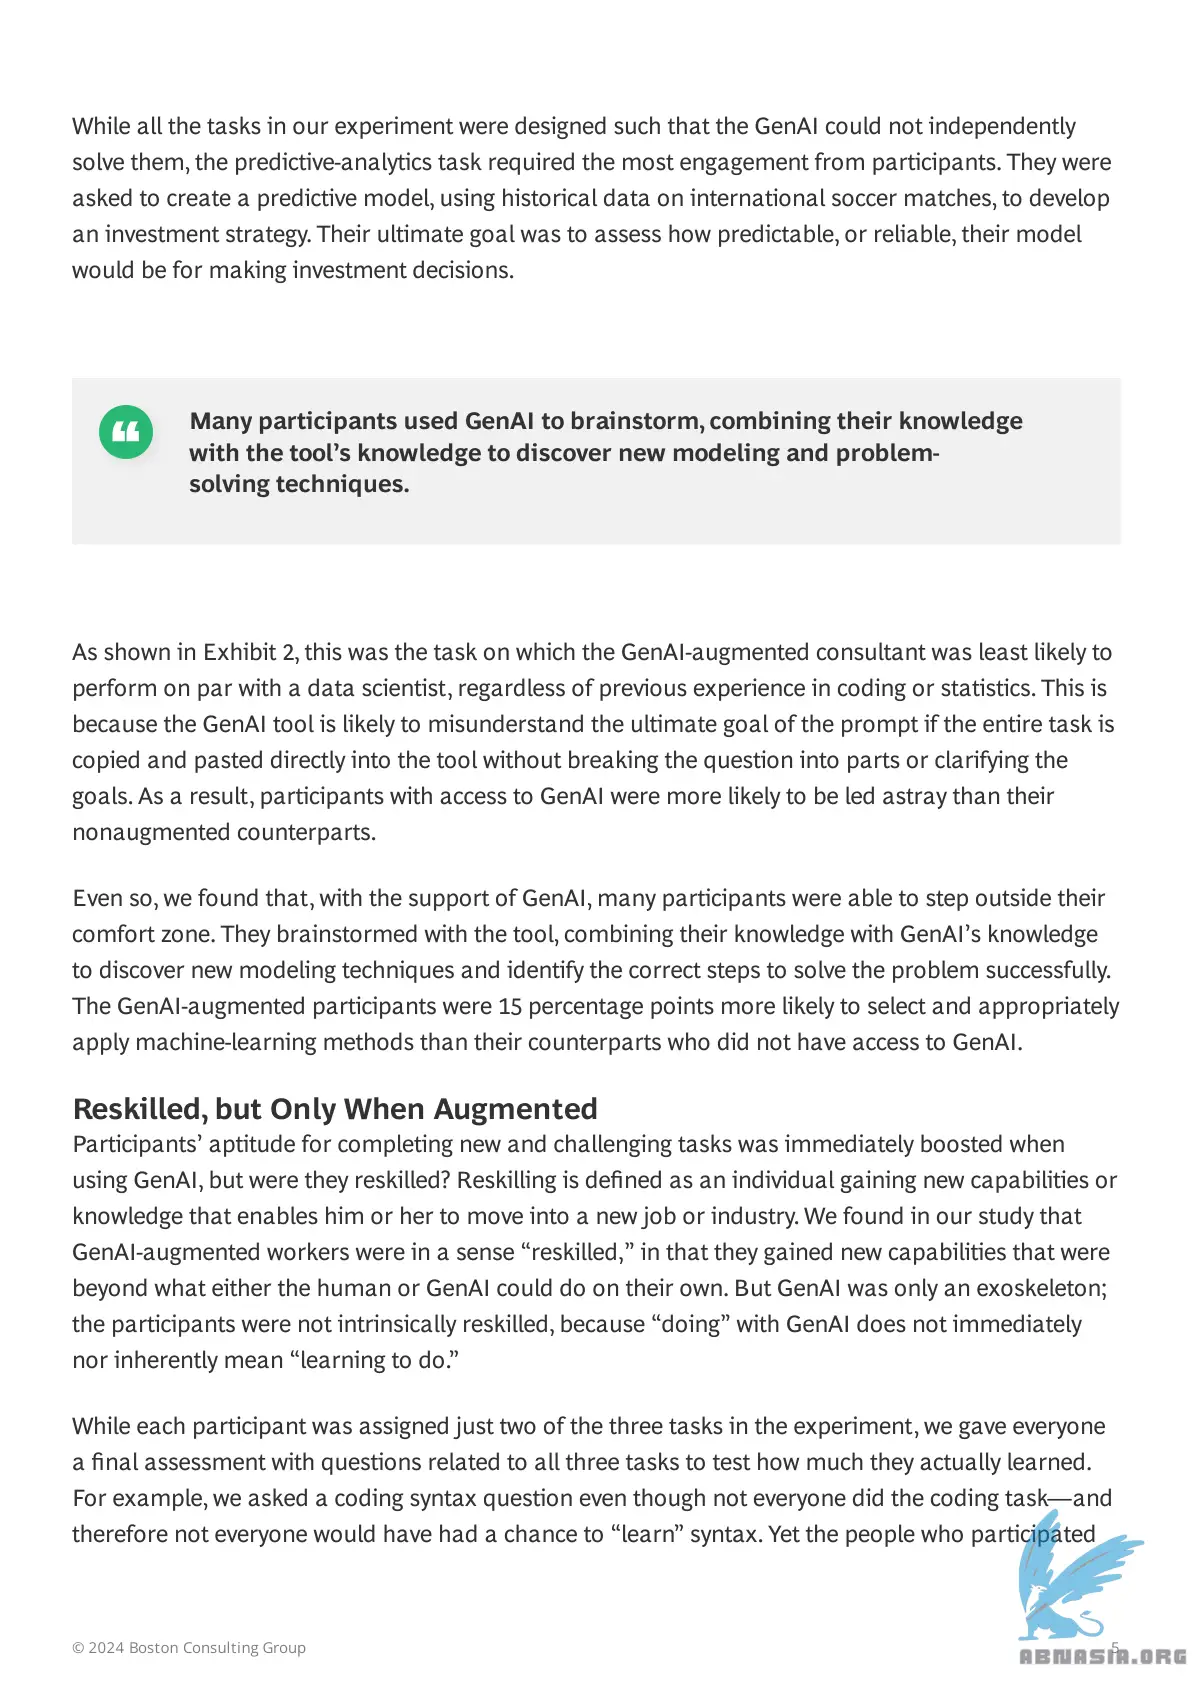 While all the tasks in our experiment were designed such that the GenAI could not independently
solve them, the predictive-analytics task required the most engagement from participants. They were
asked to create a predictive model, using historical data on international soccer matches, to develop
an investment strategy. Their ultimate goal was to assess how predictable, or reliable, their model
would be for making investment decisions.
Many participants used GenAI to brainstorm, combining their knowledge
with the tool’s knowledge to discover new modeling and problem-
solving techniques.
As shown in Exhibit 2, this was the task on which the GenAI-augmented consultant was least likely to
perform on par with a data scientist, regardless of previous experience in coding or statistics. This is
because the GenAI tool is likely to misunderstand the ultimate goal of the prompt if the entire task is
copied and pasted directly into the tool without breaking the question into parts or clarifying the
goals. As a result, participants with access to GenAI were more likely to be led astray than their
nonaugmented counterparts.
Even so, we found that, with the support of GenAI, many participants were able to step outside their
comfort zone. They brainstormed with the tool, combining their knowledge with GenAI’s knowledge
to discover new modeling techniques and identify the correct steps to solve the problem successfully.
The GenAI-augmented participants were 15 percentage points more likely to select and appropriately
apply machine-learning methods than their counterparts who did not have access to GenAI.
Reskilled, but Only When Augmented
Participants’ aptitude for completing new and challenging tasks was immediately boosted when
using GenAI, but were they reskilled? Reskilling is defined as an individual gaining new capabilities or
knowledge that enables him or her to move into a new job or industry. We found in our study that
GenAI-augmented workers were in a sense “reskilled,” in that they gained new capabilities that were
beyond what either the human or GenAI could do on their own. But GenAI was only an exoskeleton;
the participants were not intrinsically reskilled, because “doing” with GenAI does not immediately
nor inherently mean “learning to do.”
While each participant was assigned just two of the three tasks in the experiment, we gave everyone
a final assessment with questions related to all three tasks to test how much they actually learned.
For example, we asked a coding syntax question even though not everyone did the coding task—and
therefore not everyone would have had a chance to “learn” syntax. Yet the people who participated
© 2024 Boston Consulting Group
5
ABNASIA.ORG